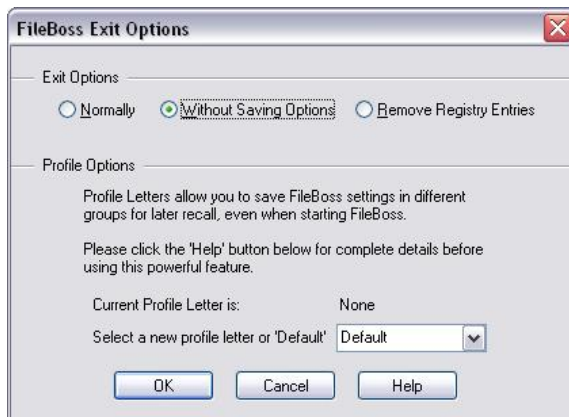 FileBoss Exit Options
Exit Options
Normally Without Saving Options Remove Registry Entries
Profile Options
Profile Letters allow you to save FileBoss settings in different
groups for later recall, even when starting FileBoss.
Please click the 'Help' button below for complete details before
using this powerful feature.
Current Profile Letter is: None
Select a new profile letter or 'Default' Default
OK Cancel Help